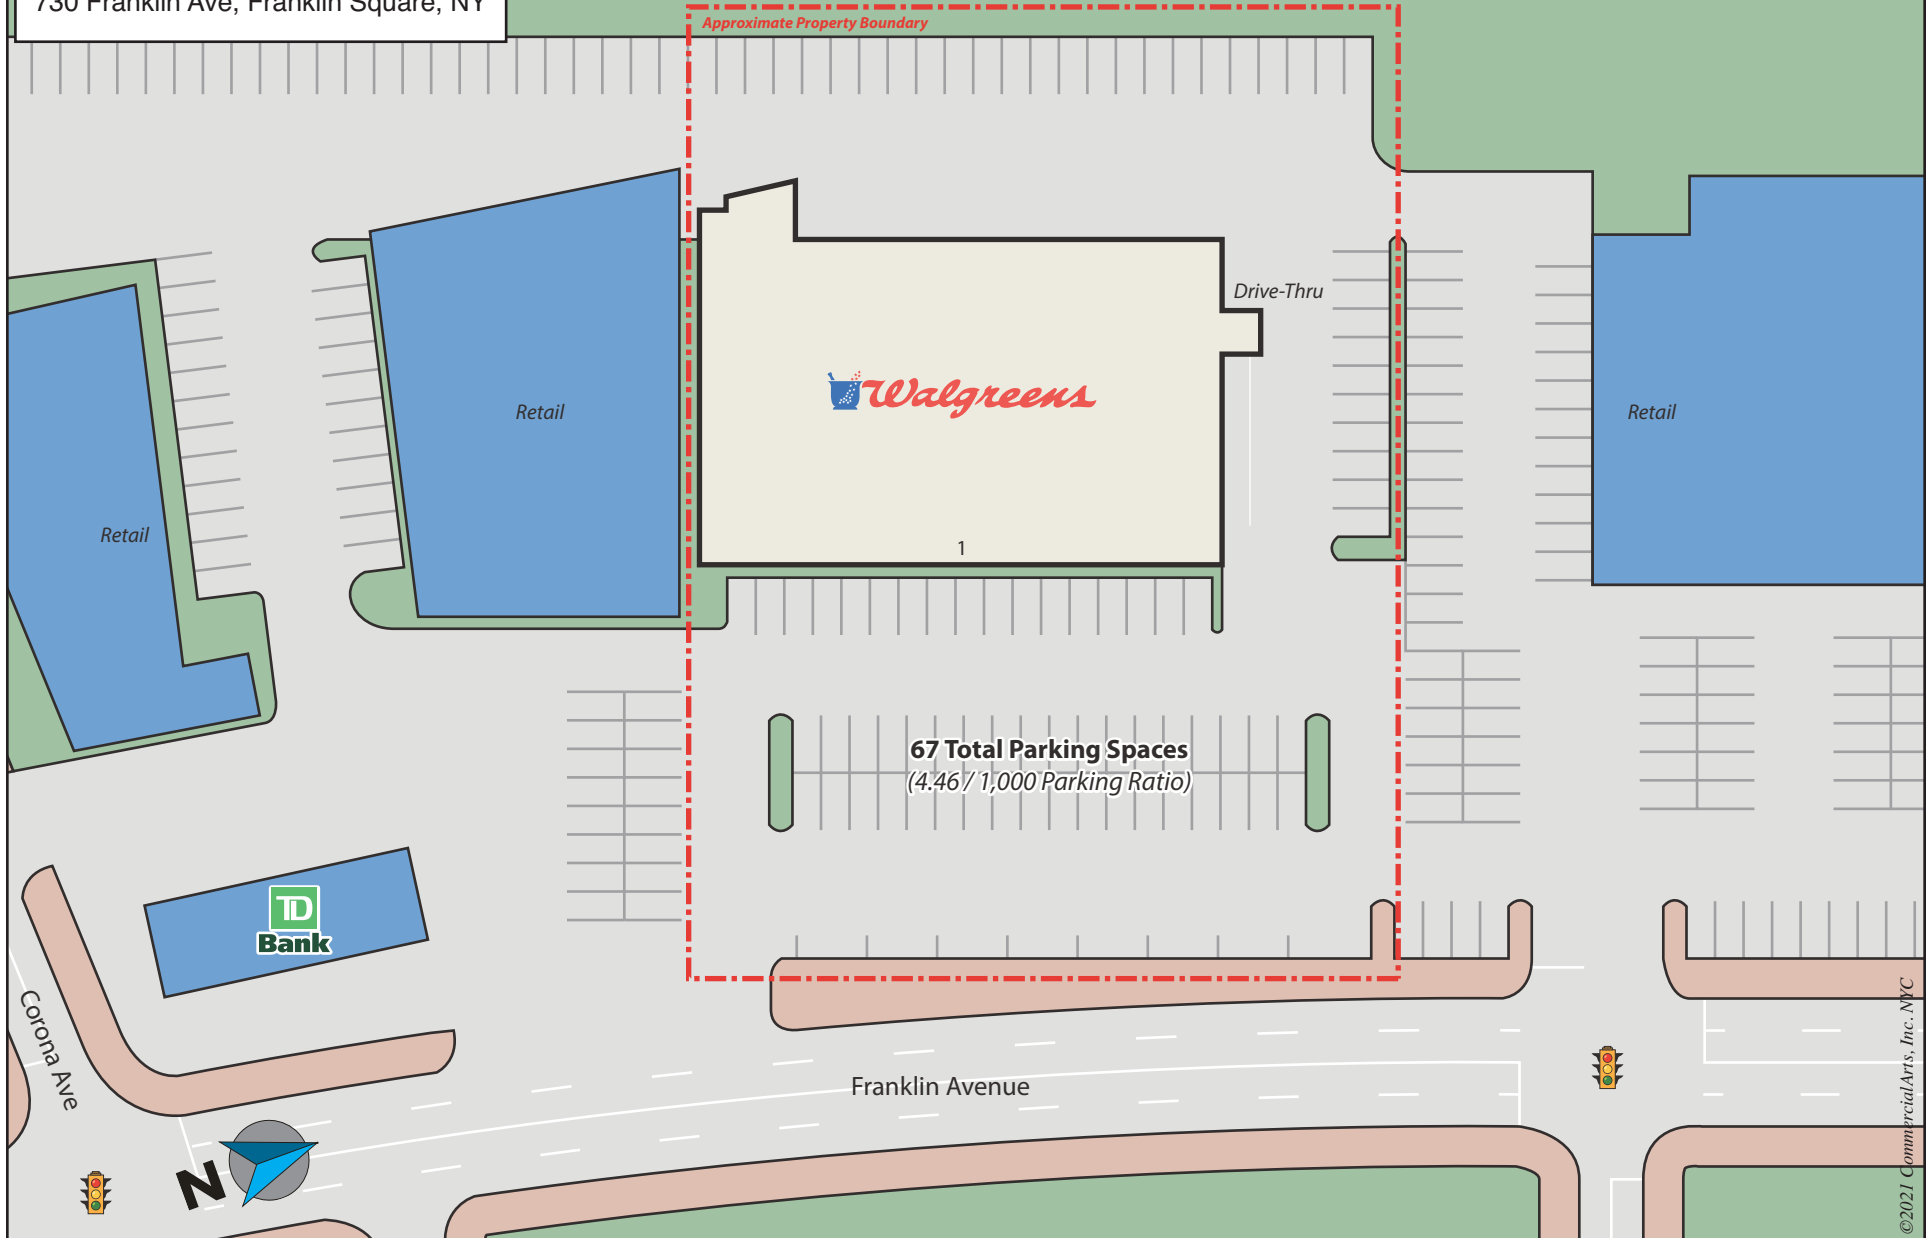 730 Franklin Ave, Franklin Square, NY
Approximate Property Boundary
Drive-Thru
Walgreens
Retail
Retail
Retail
1
67 Total Parking Spaces
(4.46 / 1,000 Parking Ratio)
TD
Bank
Corona Ave
Franklin Avenue
N
©2021 CommercialArts, Inc. NYC